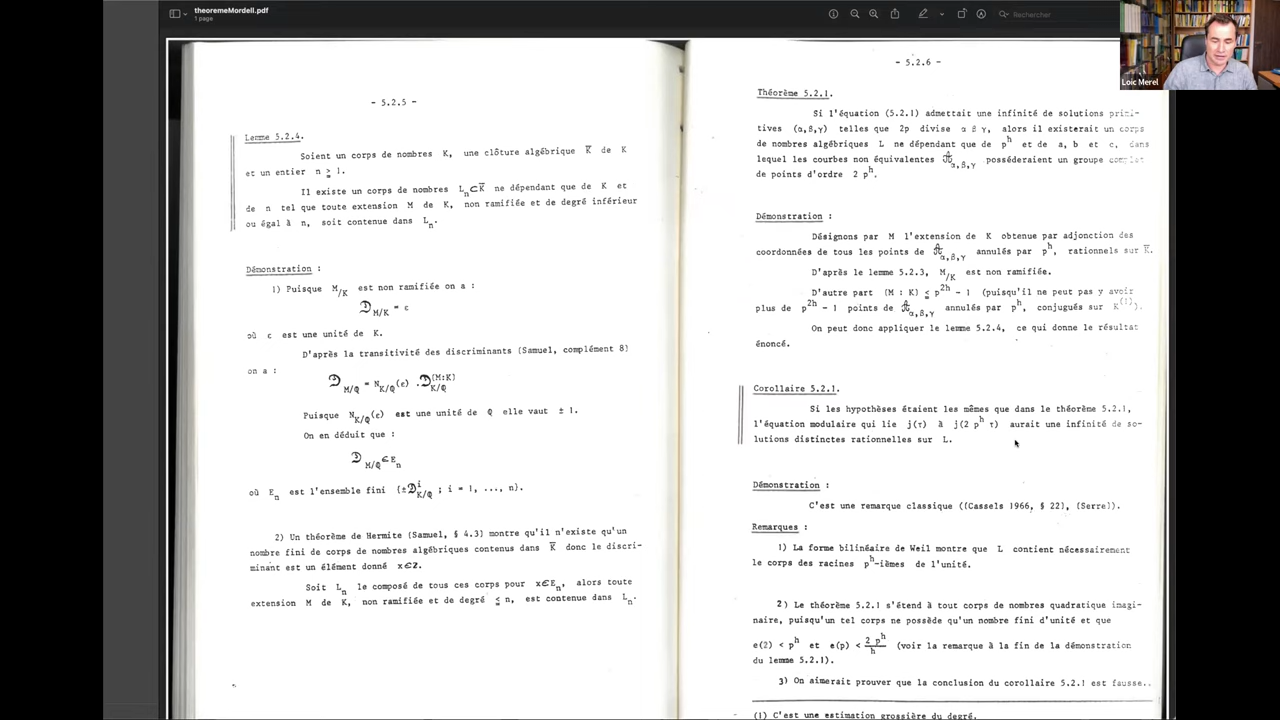 theoremeMordell.pdf
1 page
Rechercher
Loïc Merel
- 5.2.5 -
Lemme 5.2.4.
Soient un corps de nombres K, une clôture algébrique K̅ de K
et un entier n ≥ 1.
Il existe un corps de nombres Lₙ⊂K̅ ne dépendant que de K et
de n tel que toute extension M de K, non ramifiée et de degré inférieur
ou égal à n, soit contenue dans Lₙ.
Démonstration :
1) Puisque M/K est non ramifiée on a :
𝔇 M/K = ε
où ε est une unité de K.
D'après la transitivité des discriminants (Samuel, complément 8)
on a :
𝔇 M/Q = N K/Q (ε) . 𝔇 K/Q [M:K]
Puisque N K/Q (ε) est une unité de Q elle vaut ± 1.
On en déduit que :
𝔇 M/Q ∈ Eₙ
où Eₙ est l'ensemble fini {±𝔇 i K/Q ; i = 1, ..., n}.
2) Un théorème de Hermite (Samuel, § 4.3) montre qu'il n'existe qu'un
nombre fini de corps de nombres algébriques contenus dans K̅ donc le discri-
minant est un élément donné x∈Z.
Soit Lₙ le composé de tous ces corps pour x∈Eₙ, alors toute
extension M de K, non ramifiée et de degré ≤ n, est contenue dans Lₙ.
- 5.2.6 -
Théorème 5.2.1.
Si l'équation (5.2.1) admettait une infinité de solutions primi-
tives (α,β,γ) telles que 2p divise α β γ, alors il existerait un corps
de nombres algébriques L ne dépendant que de pʰ et de a, b et c, dans
lequel les courbes non équivalentes α,β,γ posséderaient un groupe complet
de points d'ordre 2 pʰ.
Démonstration :
Désignons par M l'extension de K obtenue par adjonction des
coordonnées de tous les points de α,β,γ annulés par pʰ, rationnels sur K̅.
D'après le lemme 5.2.3, M/K est non ramifiée.
D'autre part [M : K] ≤ p²ʰ - 1 (puisqu'il ne peut pas y avoir
plus de p²ʰ - 1 points de α,β,γ annulés par pʰ, conjugués sur K⁽¹⁾).
On peut donc appliquer le lemme 5.2.4, ce qui donne le résultat
énoncé.
Corollaire 5.2.1.
Si les hypothèses étaient les mêmes que dans le théorème 5.2.1,
l'équation modulaire qui lie j(τ) à j(2 pʰ τ) aurait une infinité de so-
lutions distinctes rationnelles sur L.
Démonstration :
C'est une remarque classique ((Cassels 1966, § 22), (Serre)).
Remarques :
1) La forme bilinéaire de Weil montre que L contient nécessairement
le corps des racines pʰ-ièmes de l'unité.
2) Le théorème 5.2.1 s'étend à tout corps de nombres quadratique imagi-
naire, puisqu'un tel corps ne possède qu'un nombre fini d'unité et que
e(2) < pʰ et e(p) < 2 pʰ/h (voir la remarque à la fin de la démonstration
du lemme 5.2.1).
3) On aimerait prouver que la conclusion du corollaire 5.2.1 est fausse..
(1) C'est une estimation grossière du degré.